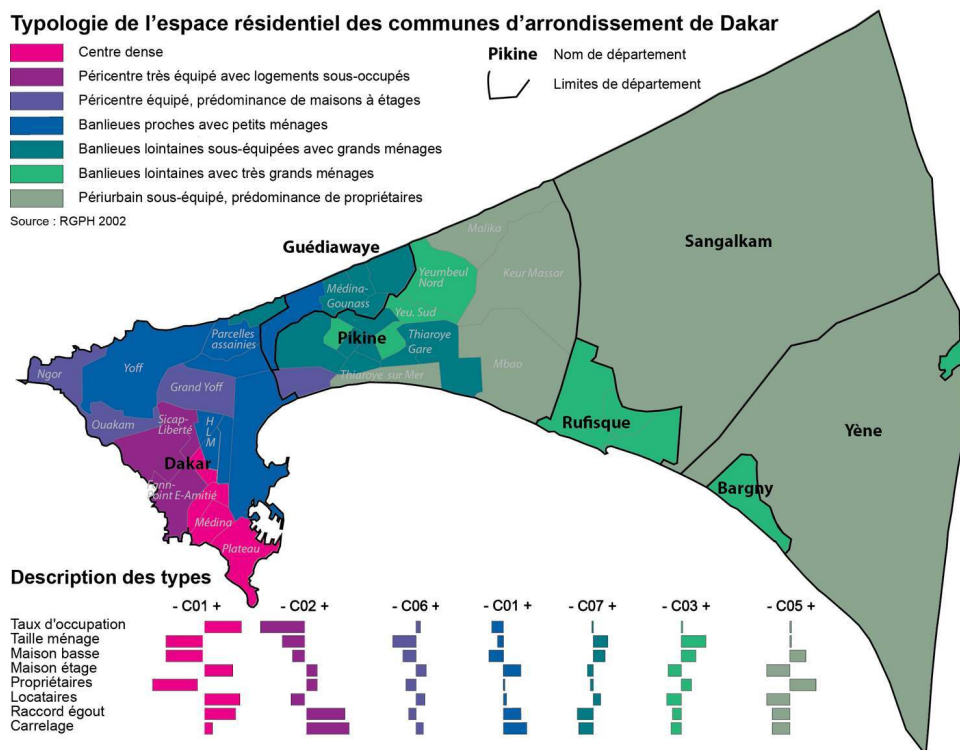 Typologie de l'espace résidentiel des communes d'arrondissement de Dakar
Centre dense
Péricentre très équipé avec logements sous-occupés
Péricentre équipé, prédominance de maisons à étages
Banlieues proches avec petits ménages
Banlieues lointaines sous-équipées avec grands ménages
Banlieues lointaines avec très grands ménages
Périurbain sous-équipé, prédominance de propriétaires
Source : RGPH 2002
Pikine Nom de département
Limites de département
Guédiawaye
Malika
Sangalkam
Keur Massar
Yeumbeul
Nord
Médina-
Gounass
Yeu. Sud
Parcelles
assainies
Pikine
Thiaroye
Gare
Mbao
Thiaroye sur Mer
Yoff
Ngor
Grand Yoff
Ouakam
Sicap-
Liberté
H
L
M
Rufisque
Yène
Dakar
Fann-
Point E-Amitié
Bargny
Médina
Plateau
Description des types
- C01 +
- C02 +
- C06 +
- C01 +
- C07 +
- C03 +
- C05 +
Taux d'occupation
Taille ménage
Maison basse
Maison étage
Propriétaires
Locataires
Raccord égout
Carrelage